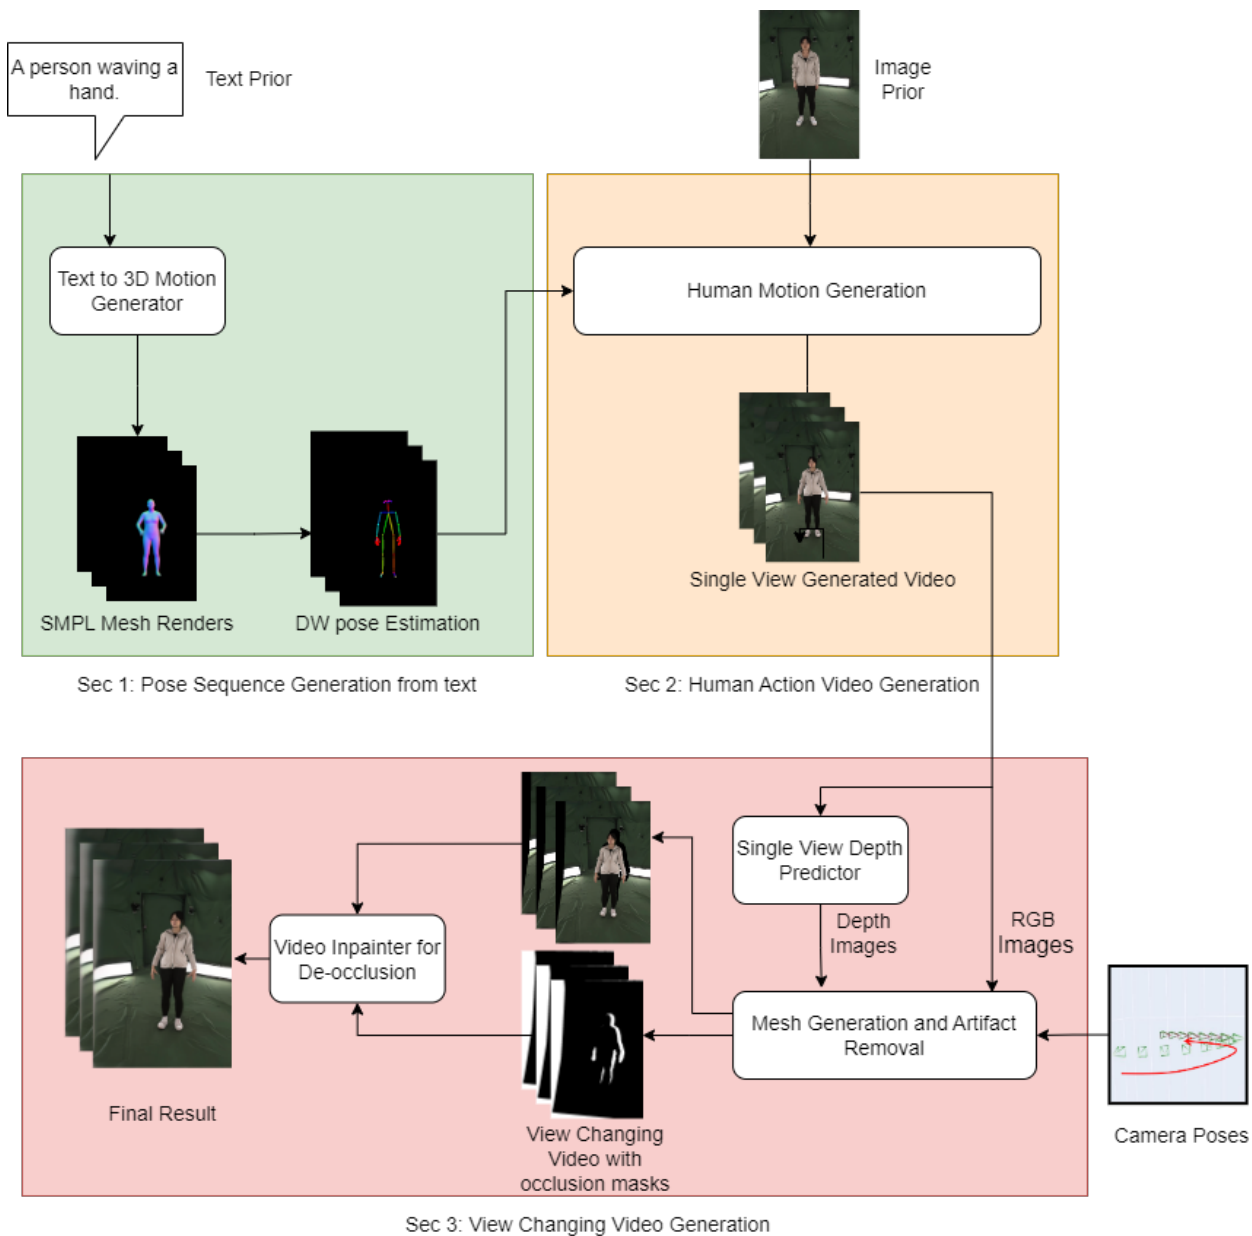 A person waving a
hand.
Text Prior
Image
Prior
Text to 3D Motion
Generator
Human Motion Generation
SMPL Mesh Renders
DW pose Estimation
Single View Generated Video
Sec 1: Pose Sequence Generation from text
Sec 2: Human Action Video Generation
Single View Depth
Predictor
Depth
Images
RGB
Images
Video Inpainter for
De-occlusion
Mesh Generation and Artifact
Removal
Final Result
View Changing
Video with
occlusion masks
Camera Poses
Sec 3: View Changing Video Generation